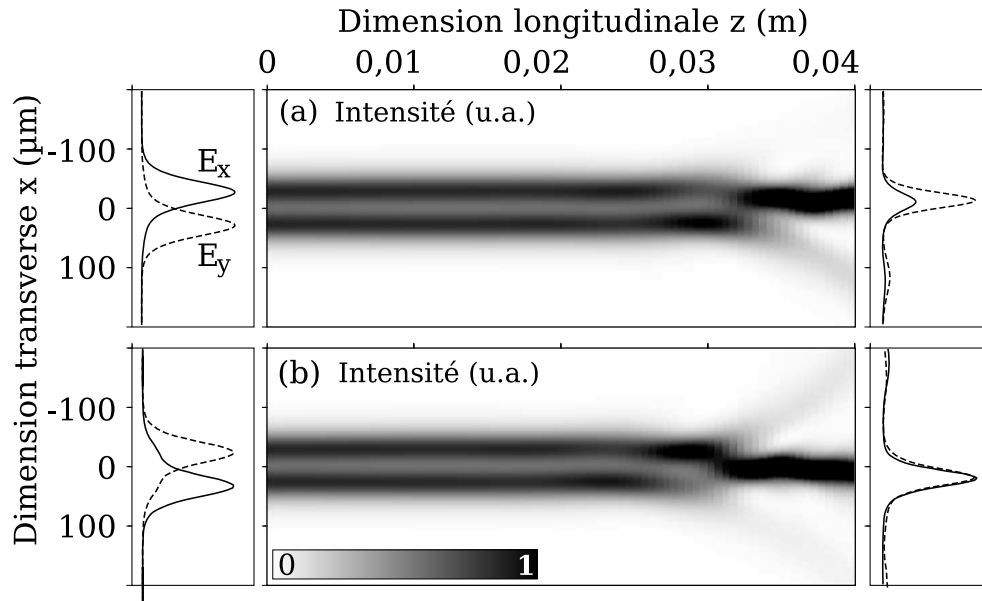 Dimension longitudinale z (m)
0 0,01 0,02 0,03 0,04
Dimension transverse x (μm)
(a) Intensité (u.a.)
-100
0
100
Ex
Ey
(b) Intensité (u.a.)
-100
0
100
0 1